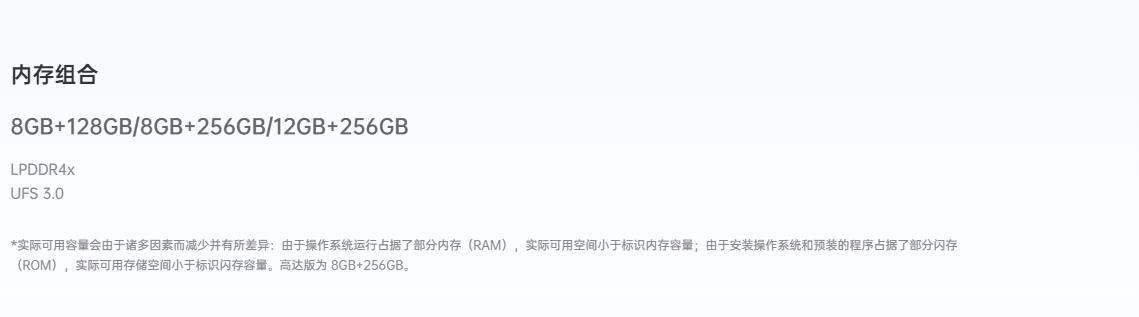 内存组合
8GB+128GB/8GB+256GB/12GB+256GB
LPDDR4x
UFS 3.0
*实际可用容量会由于诸多因素而减少并有所差异：由于操作系统运行占据了部分内存（RAM），实际可用空间小于标识内存容量；由于安装操作系统和预装的程序占据了部分闪存
（ROM），实际可用存储空间小于标识闪存容量。高达版为 8GB+256GB。